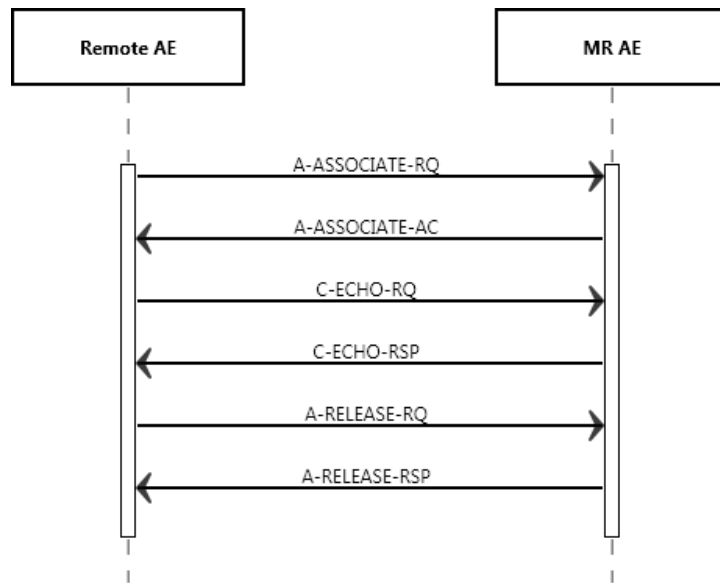 Remote AE
MR AE
A-ASSOCIATE-RQ
A-ASSOCIATE-AC
C-ECHO-RQ
C-ECHO-RSP
A-RELEASE-RQ
A-RELEASE-RSP